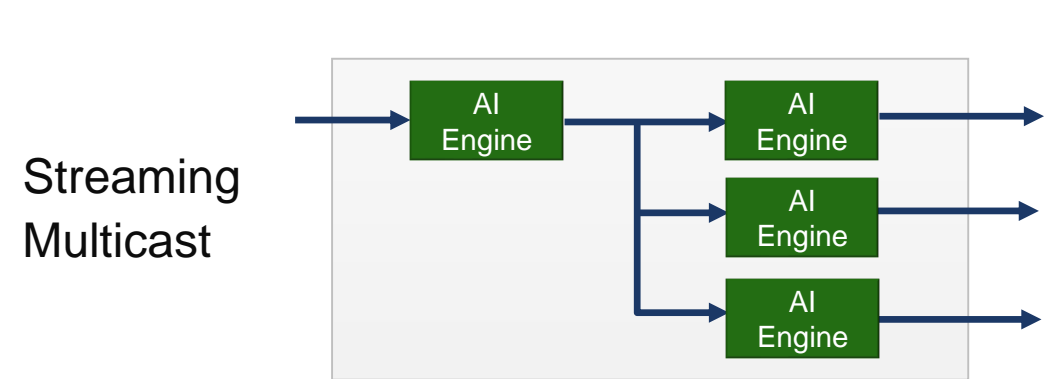 Streaming
Multicast
AI
Engine
AI
Engine
AI
Engine
AI
Engine